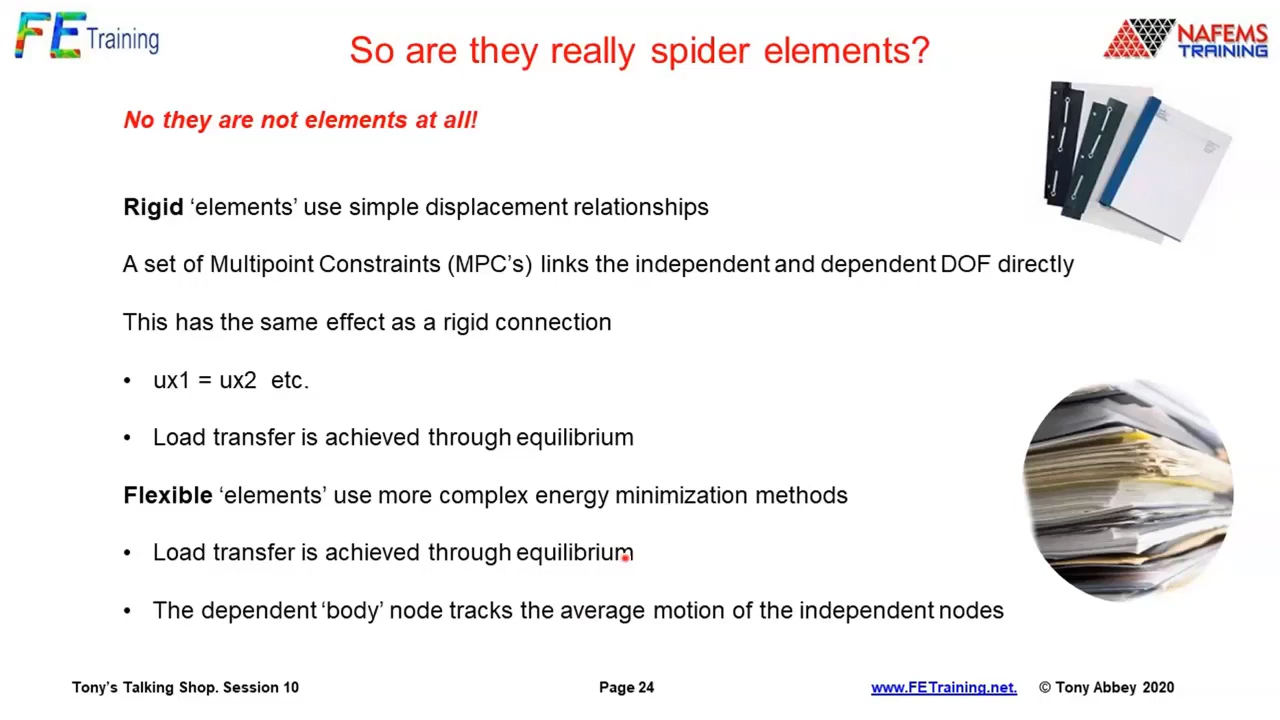 FE Training
So are they really spider elements?
NAFEMS
TRAINING
No they are not elements at all!
Rigid ‘elements’ use simple displacement relationships
A set of Multipoint Constraints (MPC’s) links the independent and dependent DOF directly
This has the same effect as a rigid connection
• ux1 = ux2 etc.
• Load transfer is achieved through equilibrium
Flexible ‘elements’ use more complex energy minimization methods
• Load transfer is achieved through equilibrium
• The dependent ‘body’ node tracks the average motion of the independent nodes
Tony’s Talking Shop. Session 10
Page 24
www.FETraining.net.
© Tony Abbey 2020